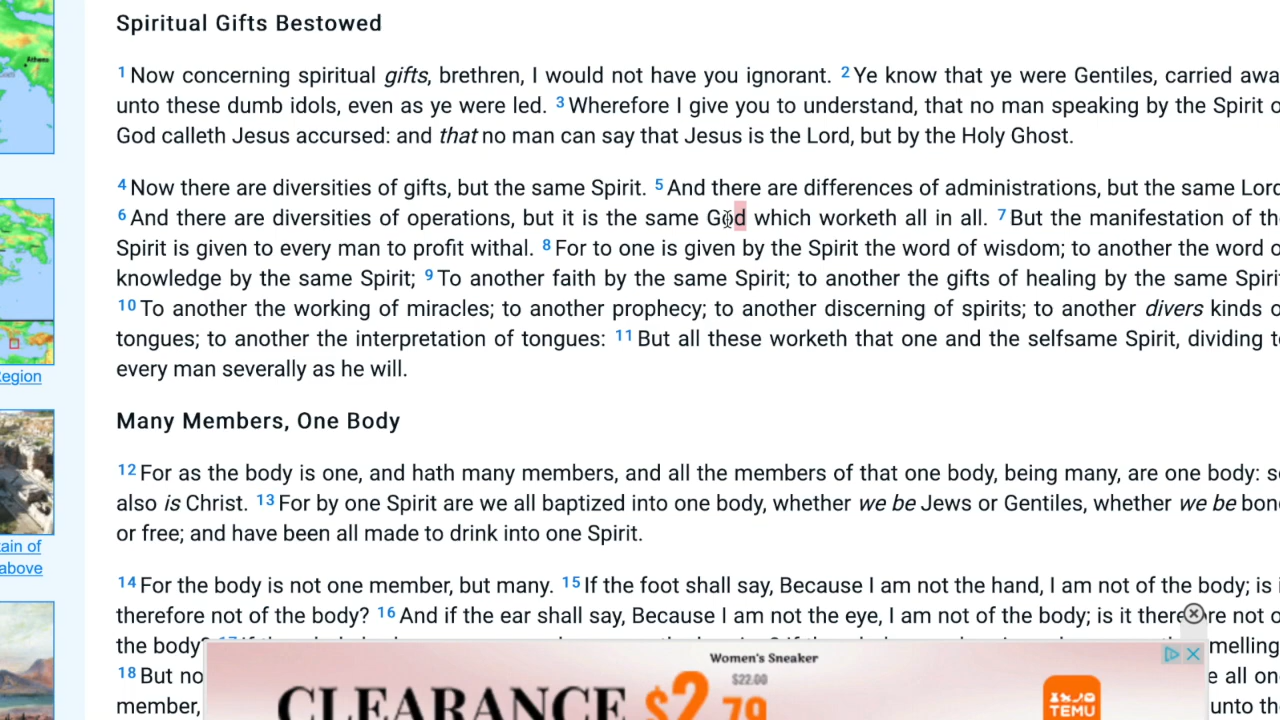 Spiritual Gifts Bestowed
Athens
1 Now concerning spiritual gifts, brethren, I would not have you ignorant. 2 Ye know that ye were Gentiles, carried awa
unto these dumb idols, even as ye were led. 3 Wherefore I give you to understand, that no man speaking by the Spirit o
God calleth Jesus accursed: and that no man can say that Jesus is the Lord, but by the Holy Ghost.
4 Now there are diversities of gifts, but the same Spirit. 5 And there are differences of administrations, but the same Lord
6 And there are diversities of operations, but it is the same God which worketh all in all. 7 But the manifestation of th
Spirit is given to every man to profit withal. 8 For to one is given by the Spirit the word of wisdom; to another the word o
knowledge by the same Spirit; 9 To another faith by the same Spirit; to another the gifts of healing by the same Spiri
10 To another the working of miracles; to another prophecy; to another discerning of spirits; to another divers kinds o
tongues; to another the interpretation of tongues: 11 But all these worketh that one and the selfsame Spirit, dividing t
every man severally as he will.
egion
Many Members, One Body
12 For as the body is one, and hath many members, and all the members of that one body, being many, are one body: s
also is Christ. 13 For by one Spirit are we all baptized into one body, whether we be Jews or Gentiles, whether we be bon
or free; and have been all made to drink into one Spirit.
ain of
above
14 For the body is not one member, but many. 15 If the foot shall say, Because I am not the hand, I am not of the body; is i
therefore not of the body? 16 And if the ear shall say, Because I am not the eye, I am not of the body; is it there re not o
the body? 17 melling
18 But no e all on
member, unto th
Women's Sneaker
$22.00
CLEARANCE $2.79
TEMU